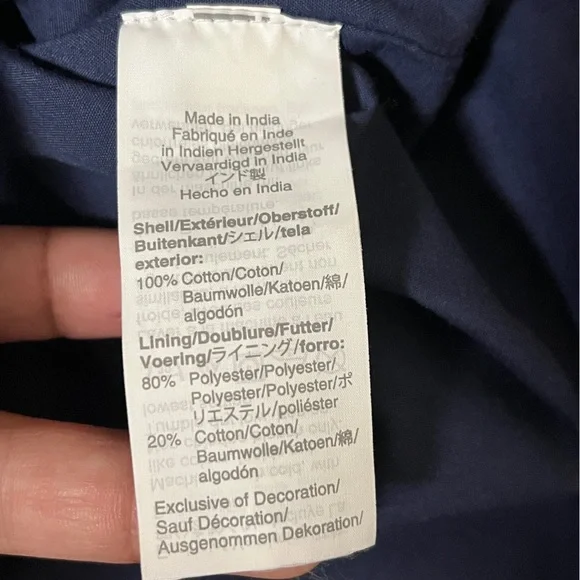 Made in India
Fabriqué en Inde
in Indien Hergestellt
Vervaardigd in India
インド製
Hecho en India
Shell/Extérieur/Oberstoff/
Buitenkant/シェル/tela
exterior:
100% Cotton/Coton/
Baumwolle/Katoen/綿/
algodón
Lining/Doublure/Futter/
Voering/ライニング/forro:
80% Polyester/Polyester/
Polyester/Polyester/ポ
リエステル/poliéster
20% Cotton/Coton/
Baumwolle/Katoen/綿/
algodón
Exclusive of Decoration/
Sauf Décoration/
Ausgenommen Dekoration/